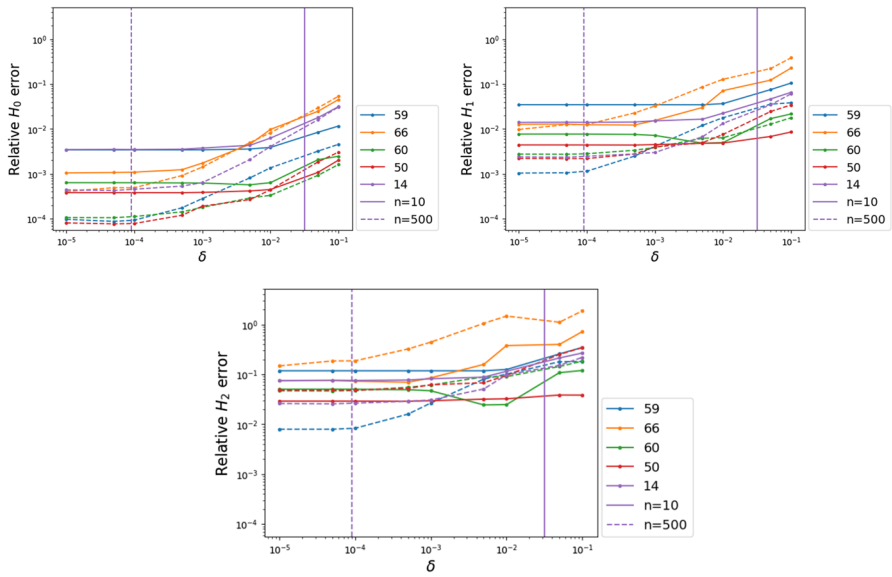 Relative H₀ error
10⁰
10⁻¹
10⁻²
10⁻³
10⁻⁴
10⁻⁵ 10⁻⁴ 10⁻³ 10⁻² 10⁻¹
δ
59
66
60
50
14
n=10
n=500
Relative H₁ error
10⁰
10⁻¹
10⁻²
10⁻³
10⁻⁴
10⁻⁵ 10⁻⁴ 10⁻³ 10⁻² 10⁻¹
δ
59
66
60
50
14
n=10
n=500
Relative H₂ error
10⁰
10⁻¹
10⁻²
10⁻³
10⁻⁴
10⁻⁵ 10⁻⁴ 10⁻³ 10⁻² 10⁻¹
δ
59
66
60
50
14
n=10
n=500